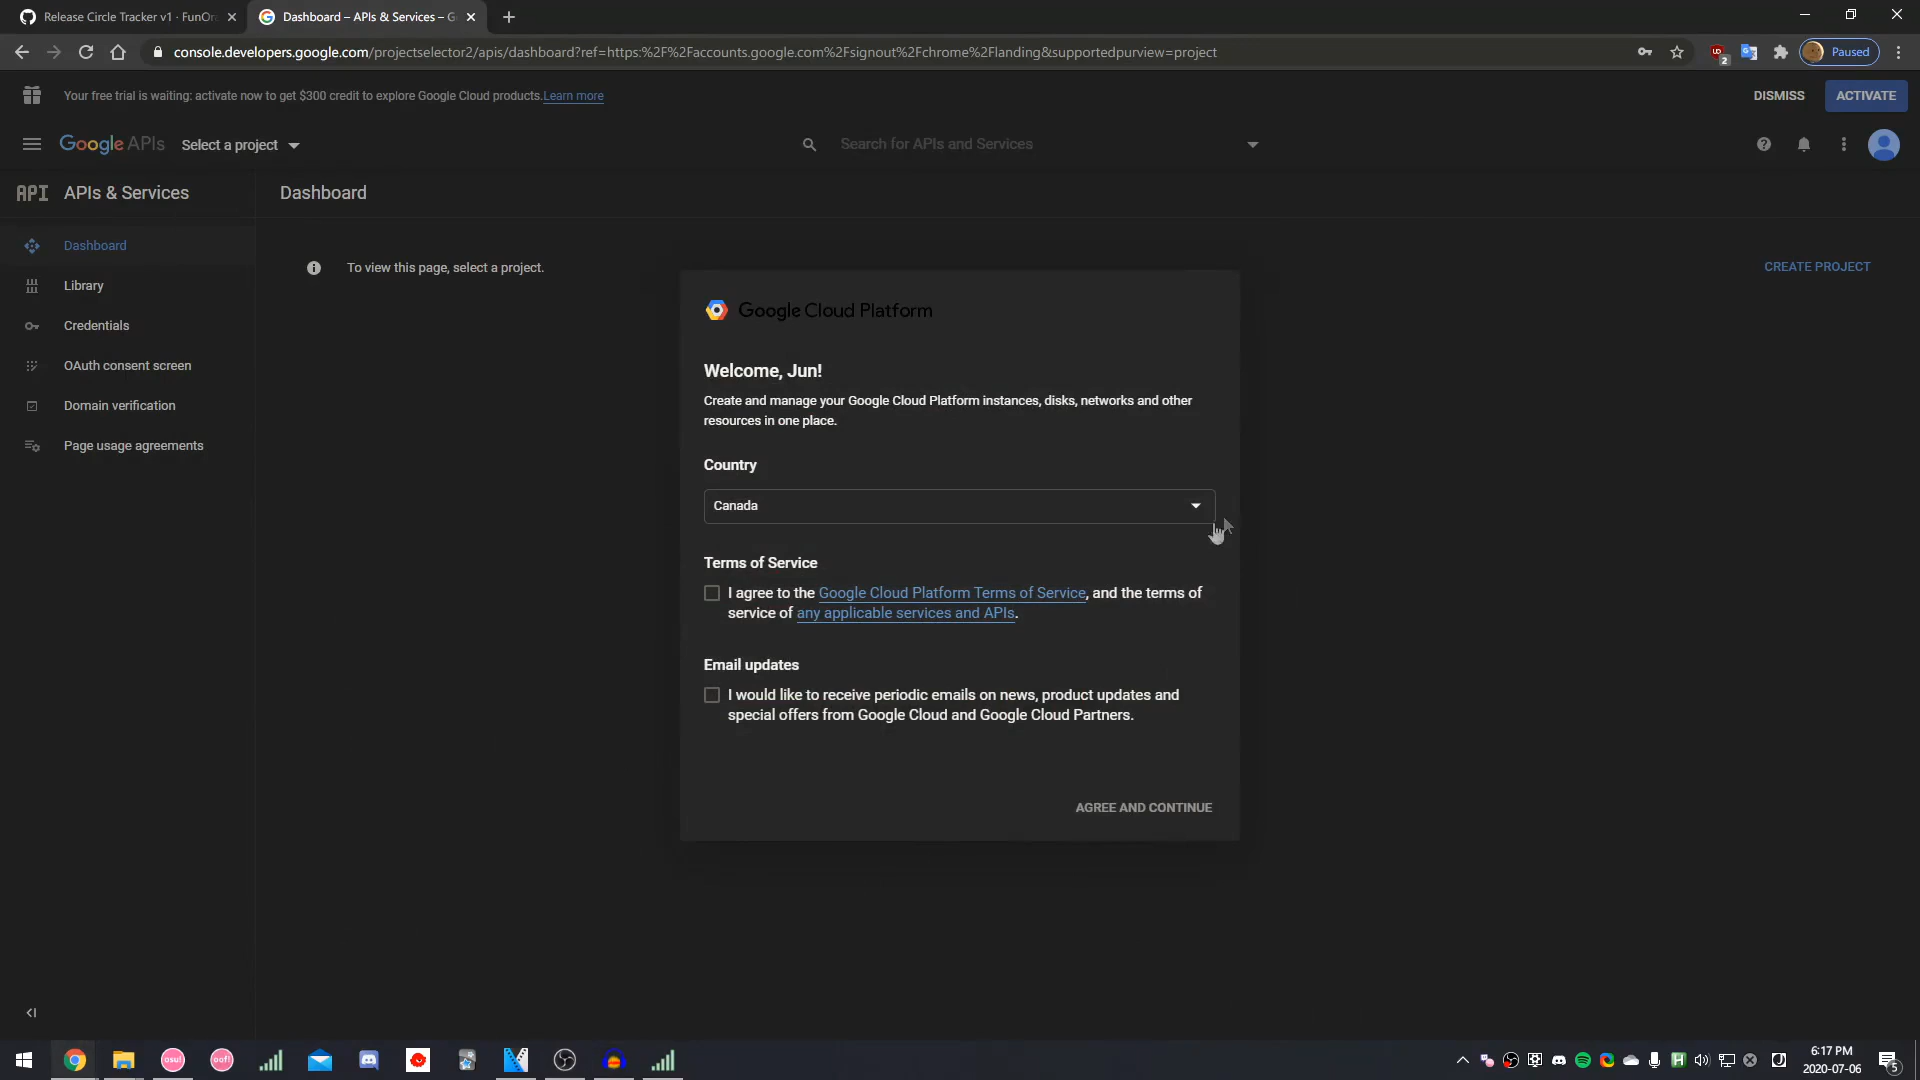 Release Circle Tracker v1 · FunOra
Dashboard – APIs & Services – G
console.developers.google.com/projectselector2/apis/dashboard?ref=https:%2F%2Faccounts.google.com%2Fsignout%2Fchrome%2Flanding&supportedpurview=project
2
Paused
Your free trial is waiting: activate now to get $300 credit to explore Google Cloud products. Learn more
DISMISS
ACTIVATE
Google APIs
Select a project
Search for APIs and Services
API APIs & Services
Dashboard
Dashboard
Library
Credentials
OAuth consent screen
Domain verification
Page usage agreements
To view this page, select a project.
CREATE PROJECT
Google Cloud Platform
Welcome, Jun!
Create and manage your Google Cloud Platform instances, disks, networks and other
resources in one place.
Country
Canada
Terms of Service
I agree to the Google Cloud Platform Terms of Service, and the terms of
service of any applicable services and APIs.
Email updates
I would like to receive periodic emails on news, product updates and
special offers from Google Cloud and Google Cloud Partners.
AGREE AND CONTINUE
osu!
oof!
6:17 PM
2020-07-06
5